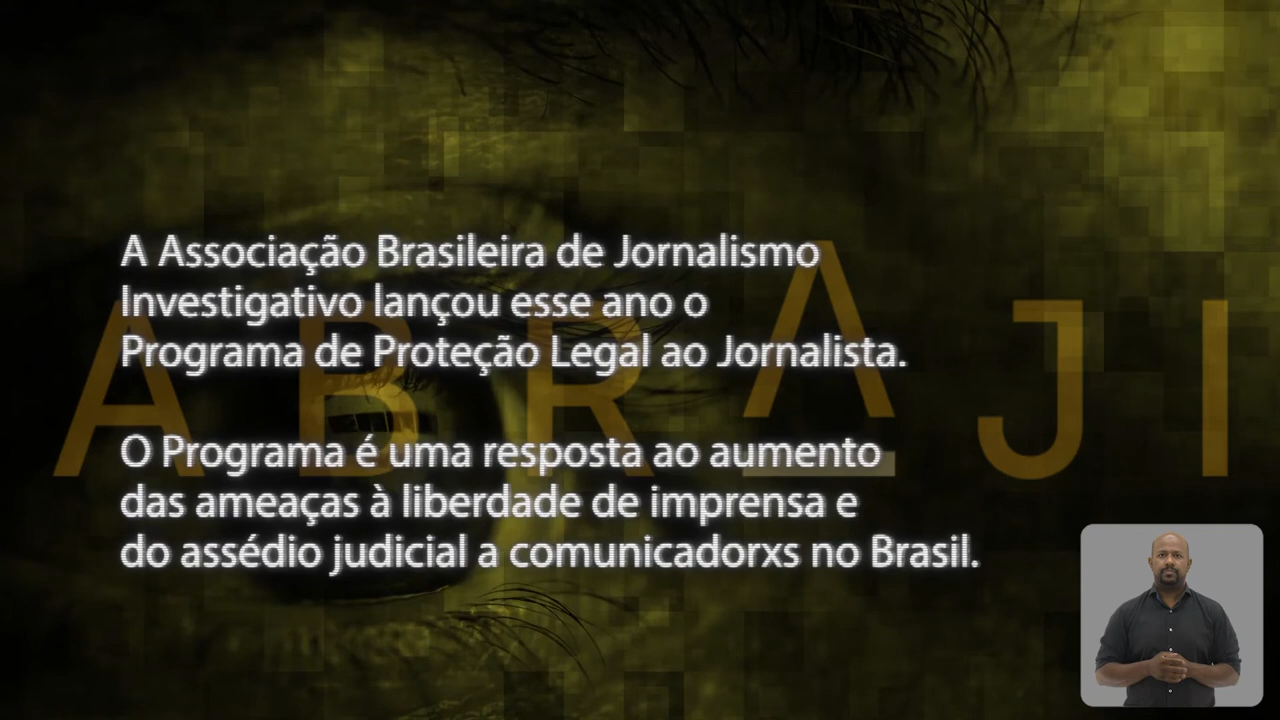 A Associação Brasileira de Jornalismo
Investigativo lançou esse ano o
Programa de Proteção Legal ao Jornalista.
O Programa é uma resposta ao aumento
das ameaças à liberdade de imprensa e
do assédio judicial a comunicadorxs no Brasil.
ABRAJI